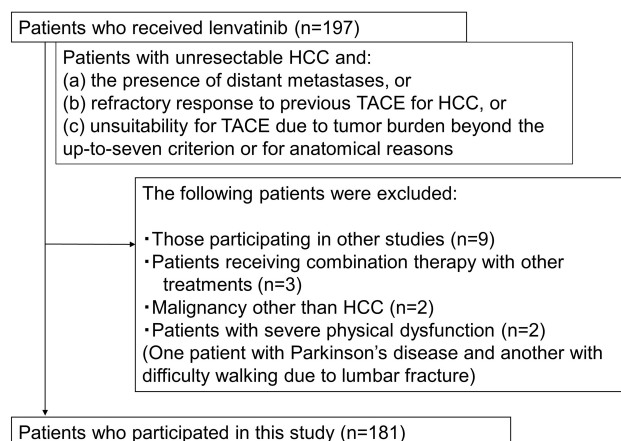 Patients who received lenvatinib (n=197)
Patients with unresectable HCC and:
(a) the presence of distant metastases, or
(b) refractory response to previous TACE for HCC, or
(c) unsuitability for TACE due to tumor burden beyond the
up-to-seven criterion or for anatomical reasons
The following patients were excluded:
・Those participating in other studies (n=9)
・Patients receiving combination therapy with other
treatments (n=3)
・Malignancy other than HCC (n=2)
・Patients with severe physical dysfunction (n=2)
(One patient with Parkinson’s disease and another with
difficulty walking due to lumbar fracture)
Patients who participated in this study (n=181)